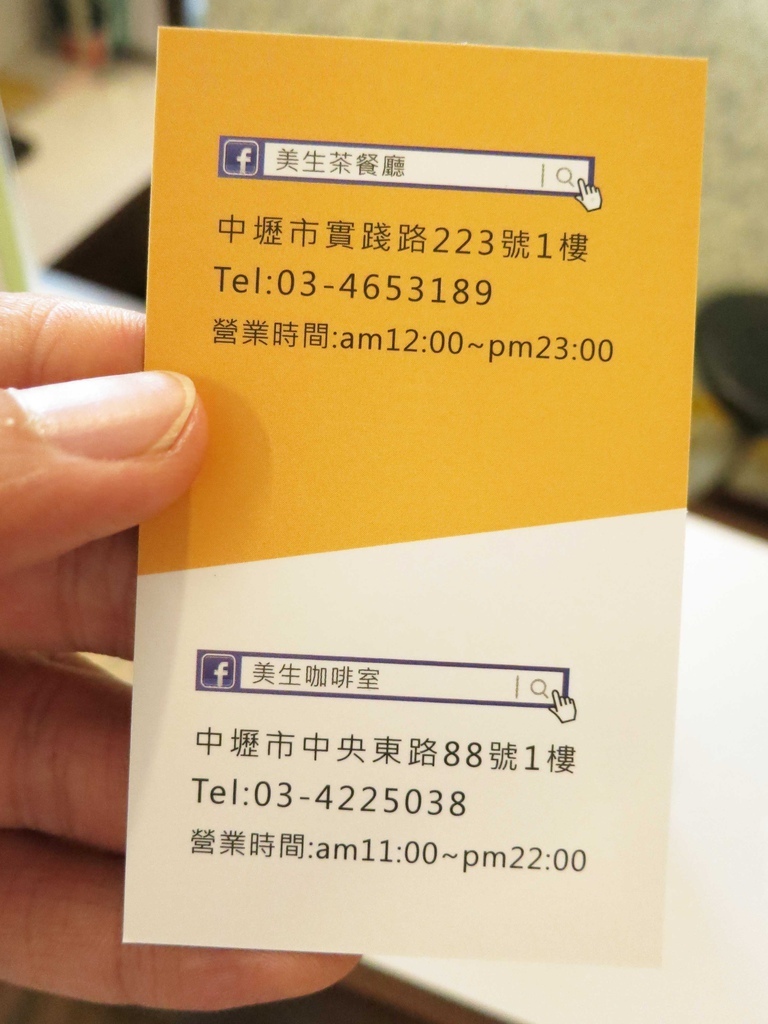 f 美生茶餐廳
中壢市實踐路223號1樓
Tel:03-4653189
營業時間:am12:00~pm23:00
f 美生咖啡室
中壢市中央東路88號1樓
Tel:03-4225038
營業時間:am11:00~pm22:00